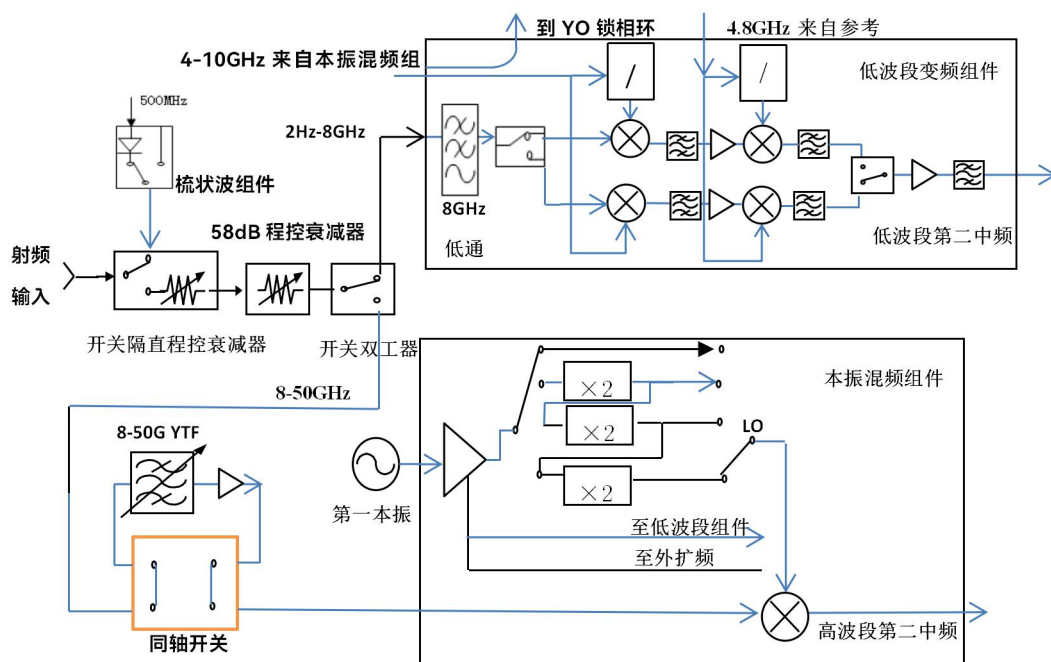 到 YO 锁相环
4.8GHz 来自参考
4-10GHz 来自本振混频组
/
/
低波段变频组件
500MHz
2Hz-8GHz
梳状波组件
8GHz
58dB 程控衰减器
低通
低波段第二中频
射频
输入
开关隔直程控衰减器
开关双工器
8-50GHz
本振混频组件
×2
×2
LO
8-50G YTF
×2
第一本振
至低波段组件
至外扩频
同轴开关
高波段第二中频